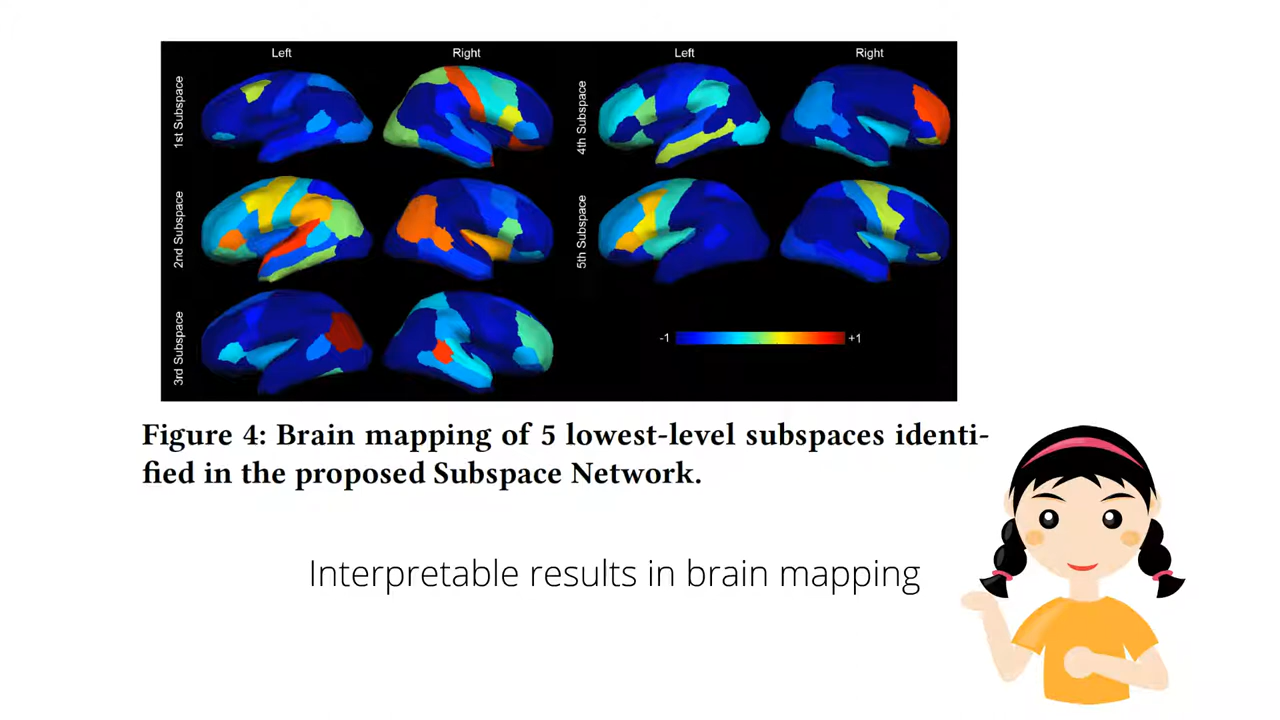 Left
Right
Left
Right
1st Subspace
2nd Subspace
3rd Subspace
4th Subspace
5th Subspace
-1
+1
Figure 4: Brain mapping of 5 lowest-level subspaces identi-
fied in the proposed Subspace Network.
Interpretable results in brain mapping